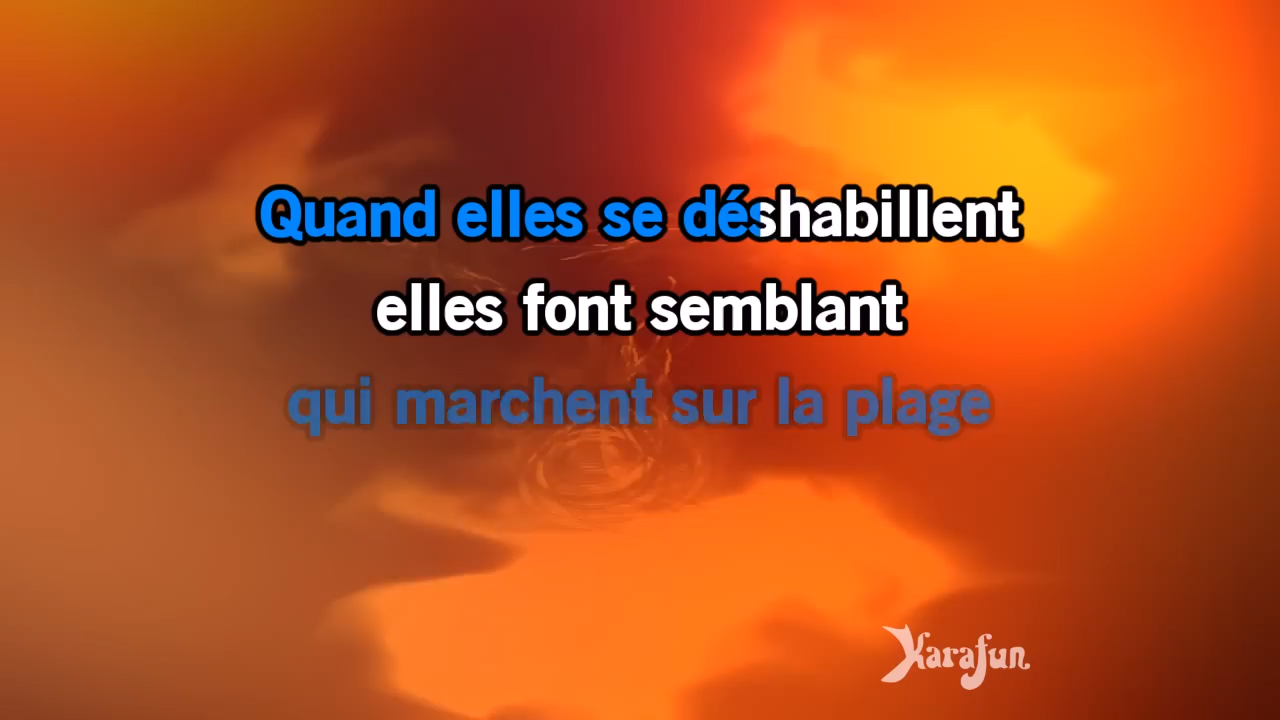 Quand elles se déshabillent
elles font semblant
qui marchent sur la plage
Karafun